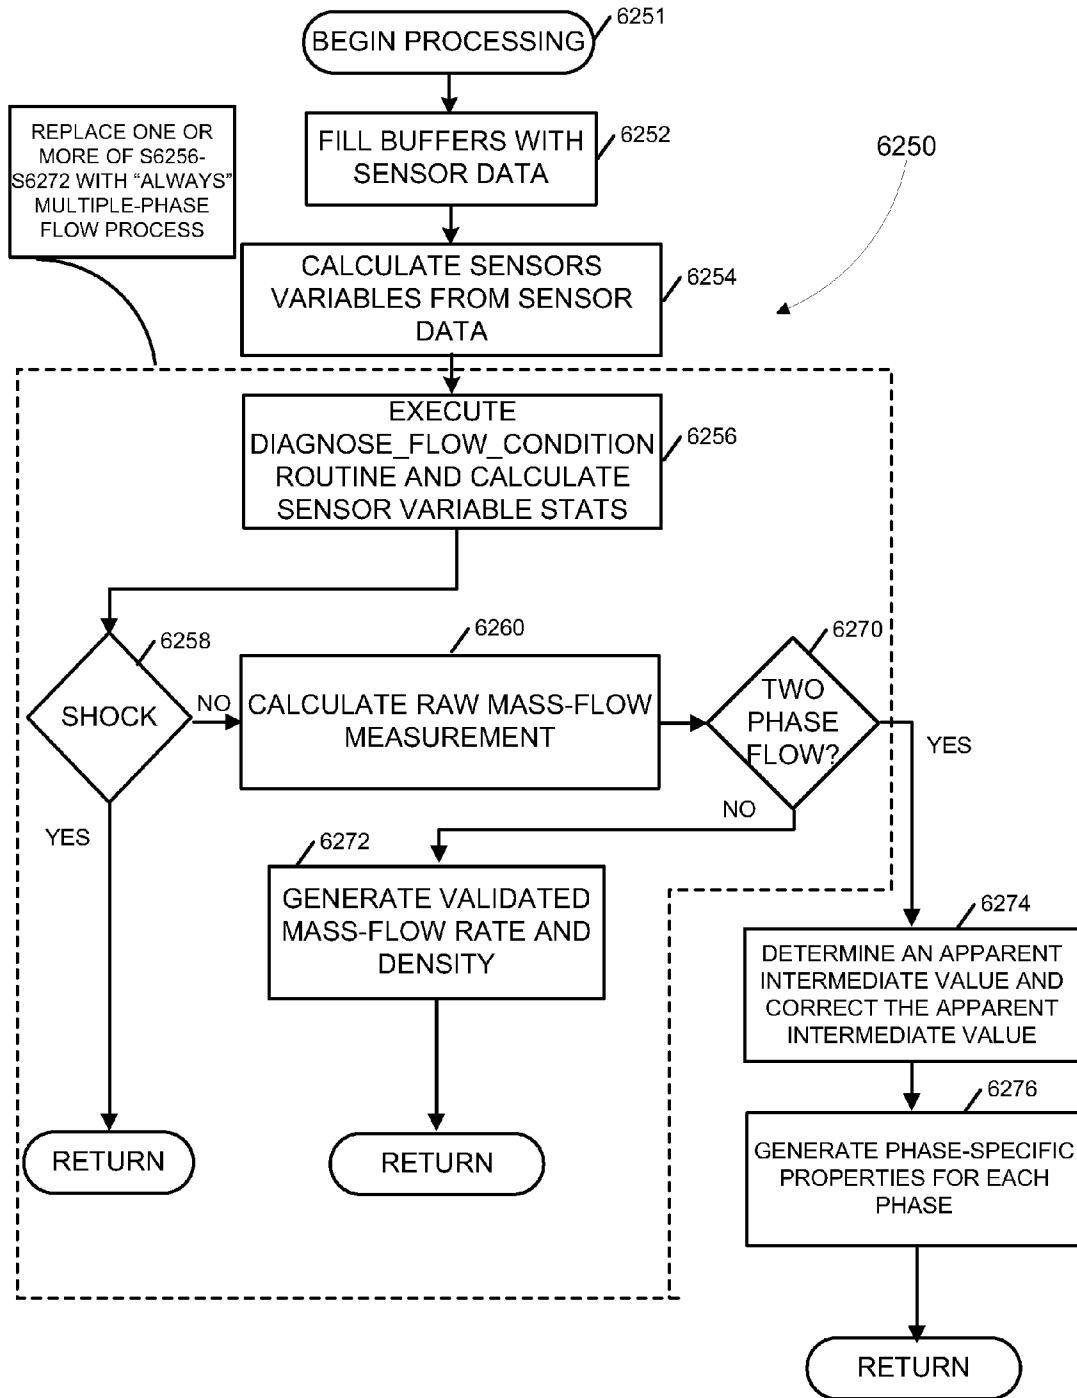 BEGIN PROCESSING
6251
FILL BUFFERS WITH
SENSOR DATA
6252
REPLACE ONE OR
MORE OF S6256-
S6272 WITH “ALWAYS”
MULTIPLE-PHASE
FLOW PROCESS
6250
CALCULATE SENSORS
VARIABLES FROM SENSOR
DATA
6254
EXECUTE
DIAGNOSE_FLOW_CONDITION
ROUTINE AND CALCULATE
SENSOR VARIABLE STATS
6256
SHOCK
6258
NO
YES
CALCULATE RAW MASS-FLOW
MEASUREMENT
6260
TWO
PHASE
FLOW?
6270
YES
NO
6272
GENERATE VALIDATED
MASS-FLOW RATE AND
DENSITY
6274
DETERMINE AN APPARENT
INTERMEDIATE VALUE AND
CORRECT THE APPARENT
INTERMEDIATE VALUE
6276
GENERATE PHASE-SPECIFIC
PROPERTIES FOR EACH
PHASE
RETURN
RETURN
RETURN